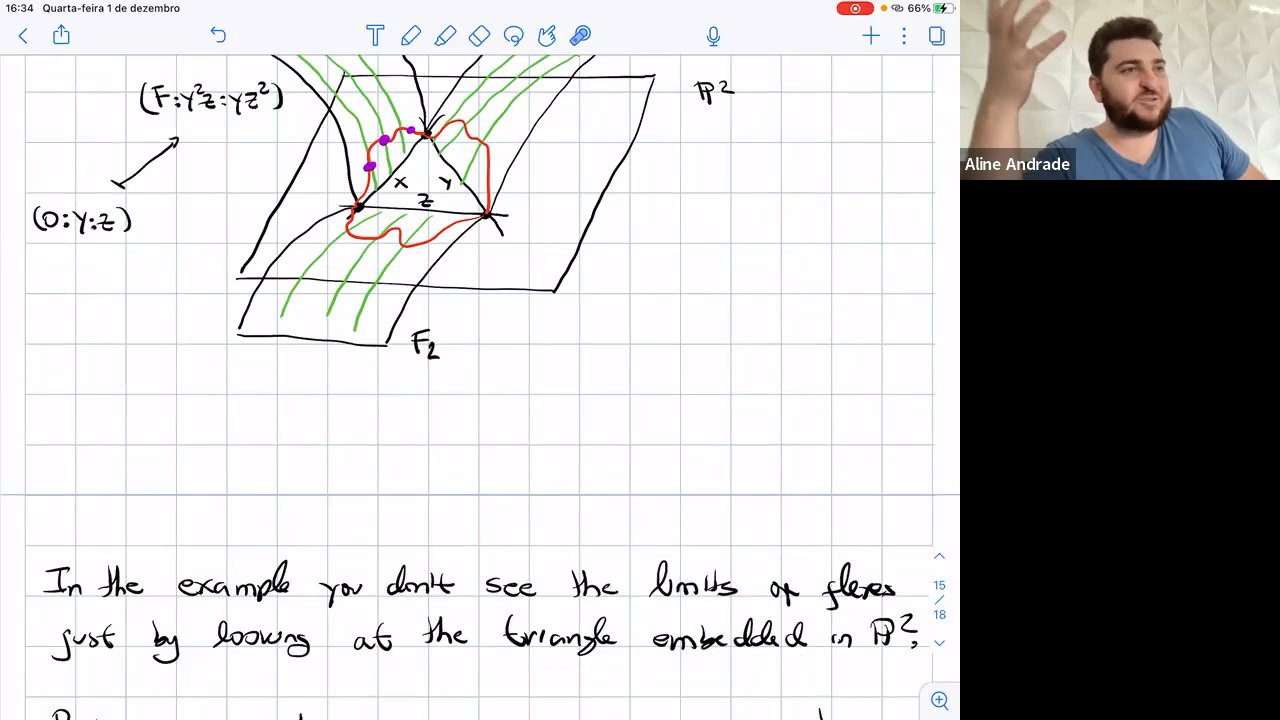 16:34 Quarta-feira 1 de dezembro
66%
(F:y²z:yz²)
ℙ²
Aline Andrade
X Y
Z
(0:y:z)
F₂
In the example you don't see the limits of flexes
15
/
18
just by looking at the triangle embedded in ℙ²;